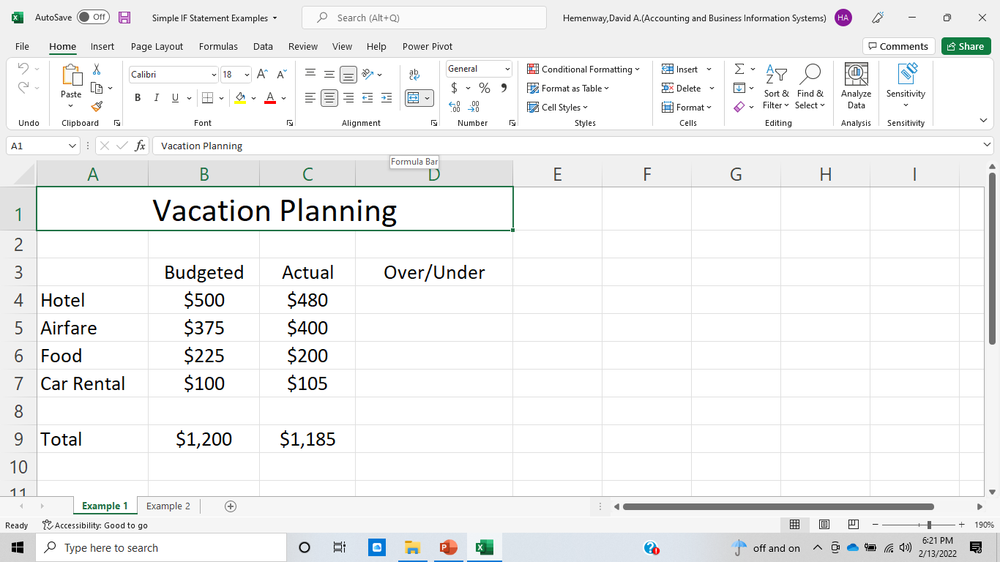 AutoSave Off Simple IF Statement Examples Search (Alt+Q) Hemenway,David A.(Accounting and Business Information Systems) HA
File Home Insert Page Layout Formulas Data Review View Help Power Pivot Comments Share
Calibri 18 General Conditional Formatting Insert
Paste B I U A $ % Format as Table Delete Sort & Filter Find & Select Analyze Data Sensitivity
Cell Styles Format
Undo Clipboard Font Alignment Number Styles Cells Editing Analysis Sensitivity
A1 fx Vacation Planning
Formula Bar
A B C D E F G H I
1 Vacation Planning
2
3 Budgeted Actual Over/Under
4 Hotel $500 $480
5 Airfare $375 $400
6 Food $225 $200
7 Car Rental $100 $105
8
9 Total $1,200 $1,185
10
11
Example 1 Example 2
Ready Accessibility: Good to go 190%
Type here to search off and on 6:21 PM
2/13/2022